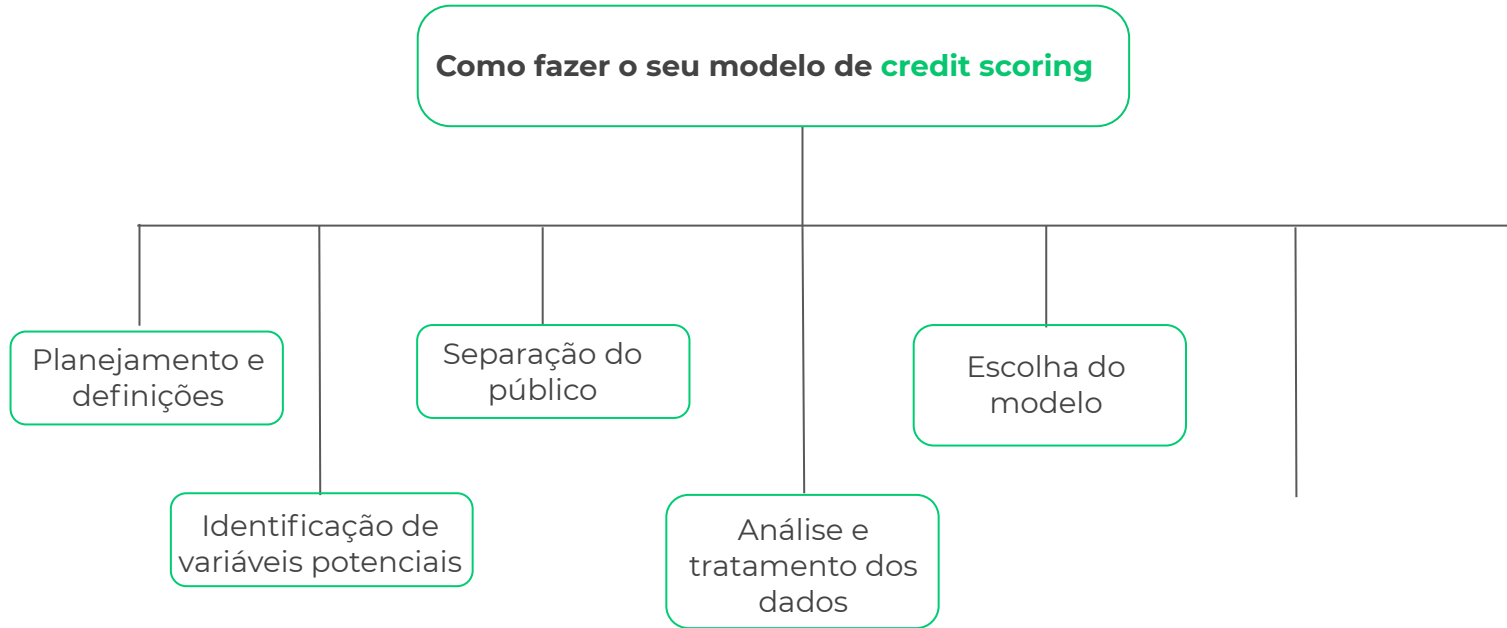 Como fazer o seu modelo de credit scoring
Planejamento e
definições
Identificação de
variáveis potenciais
Separação do
público
Análise e
tratamento dos
dados
Escolha do
modelo